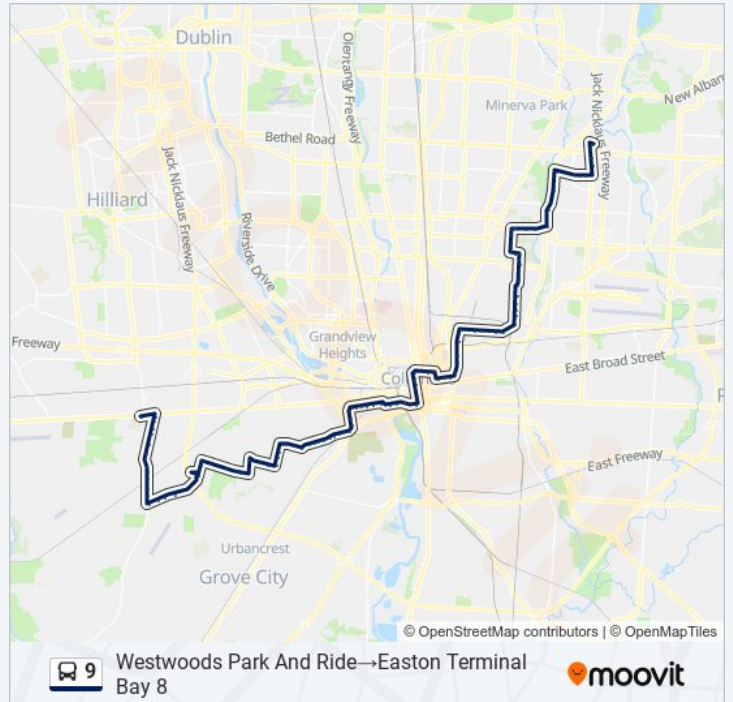 Dublin
Olentangy Freeway
Jack Nicklaus Freeway
New Alban
Minerva Park
Bethel Road
Jack Nicklaus Freeway
Hilliard
Riverside Drive
Grandview
Heights
Freeway
East Broad Street
Col
F
East Freeway
Urbancrest
Grove City
© OpenStreetMap contributors | © OpenMapTiles
9 Westwoods Park And Ride→Easton Terminal
Bay 8
moovit